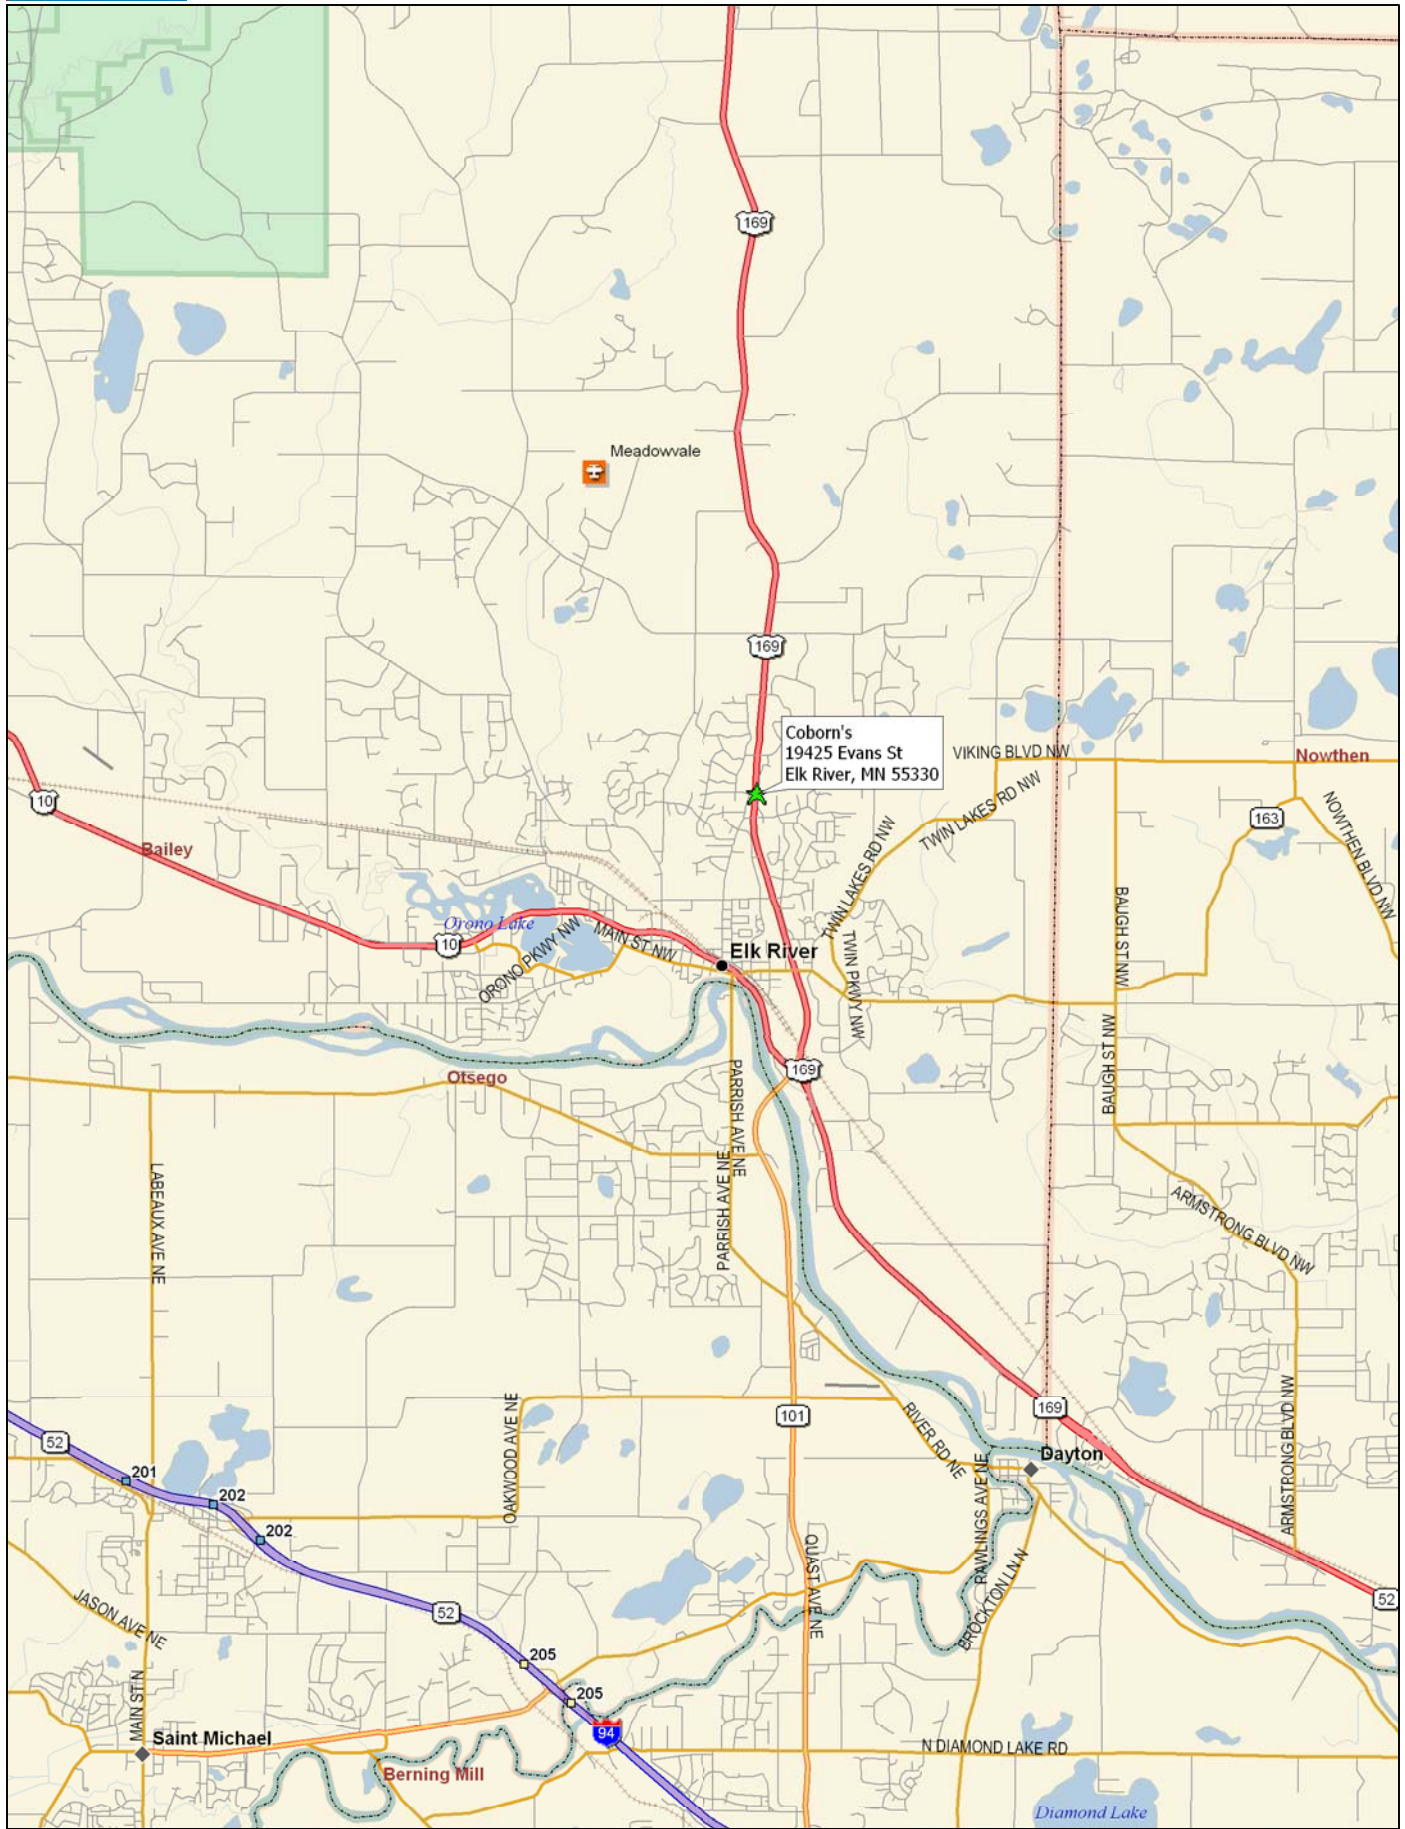 169
Meadowvale
169
Coborn's
19425 Evans St
Elk River, MN 55330
VIKING BLVD NW
Nowthen
10
TWIN LAKES RD NW
163
NOWTHEN BLVD NW
Bailey
TWIN LAKES RD NW
BAUGH ST NW
Orono Lake
10
ORONO PKWY NW
MAIN ST NW
Elk River
TWIN PKWY NW
BAUGH ST NW
169
Otsego
PARRISH AVE NE
PARRISH AVE NE
LABEAUX AVE NE
ARMSTRONG BLVD NW
169
101
52
OAKWOOD AVE NE
RIVER RD NE
Dayton
ARMSTRONG BLVD NW
201
202
202
RAWLINGS AVE NE
QUAST AVE NE
BROCKTON LN N
52
52
JASON AVE NE
205
205
MAIN ST N
94
Saint Michael
N DIAMOND LAKE RD
Berning Mill
Diamond Lake